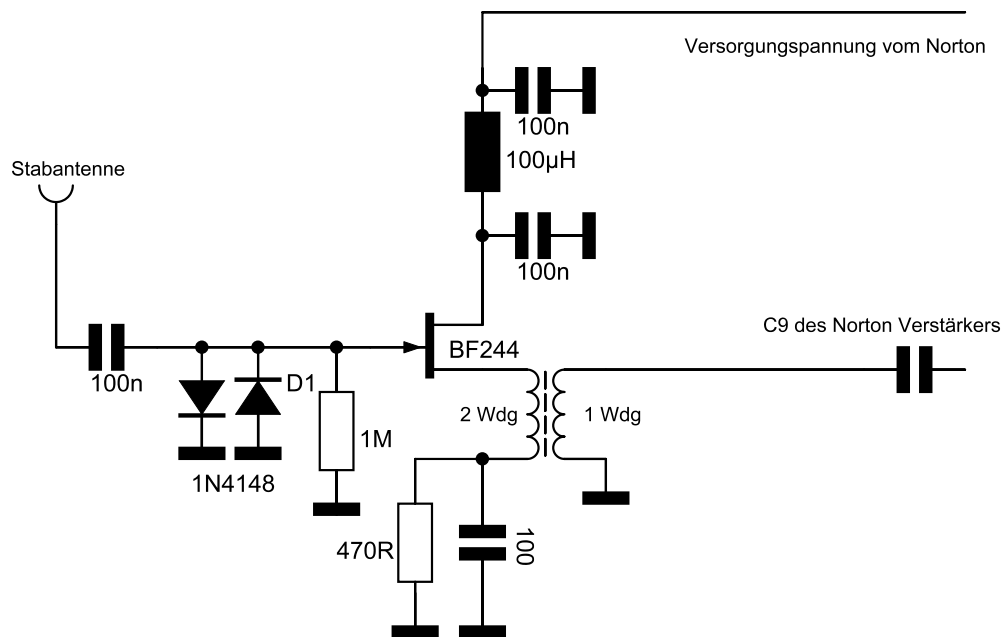 Versorgungspannung vom Norton
100n
100µH
Stabantenne
100n
C9 des Norton Verstärkers
BF244
100n
D1
2 Wdg
1 Wdg
1M
1N4148
470R
100